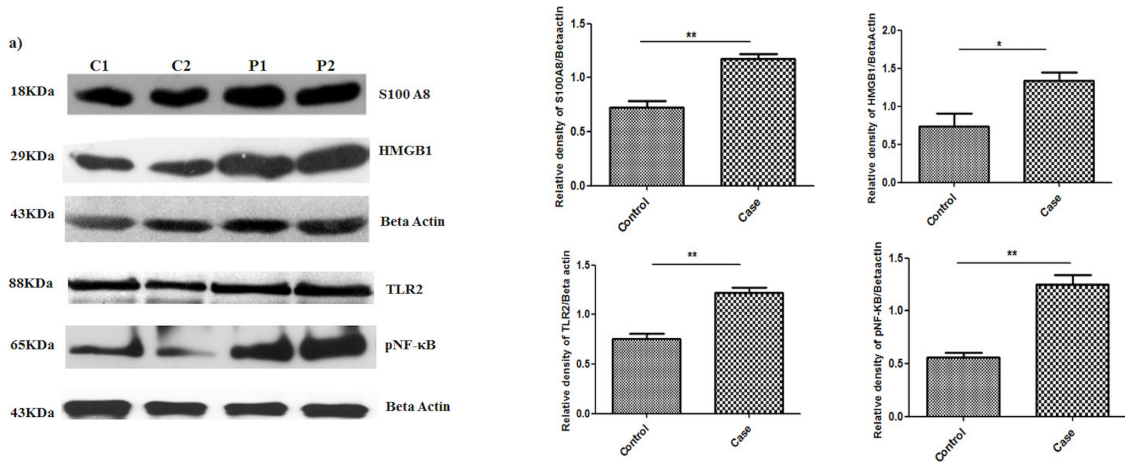 a)
C1 C2 P1 P2
18KDa S100 A8
29KDa HMGB1
43KDa Beta Actin
88KDa TLR2
65KDa pNF-κB
43KDa Beta Actin
Relative density of S100A8/Betaactin
1.5
1.0
0.5
0.0
**
Control Case
Relative density of HMGB1/BetaActin
2.0
1.5
1.0
0.5
0.0
*
Control Case
Relative density of TLR2/Beta actin
1.5
1.0
0.5
0.0
**
Control Case
Relative density of pNF-KB/Betaactin
1.5
1.0
0.5
0.0
**
Control Case